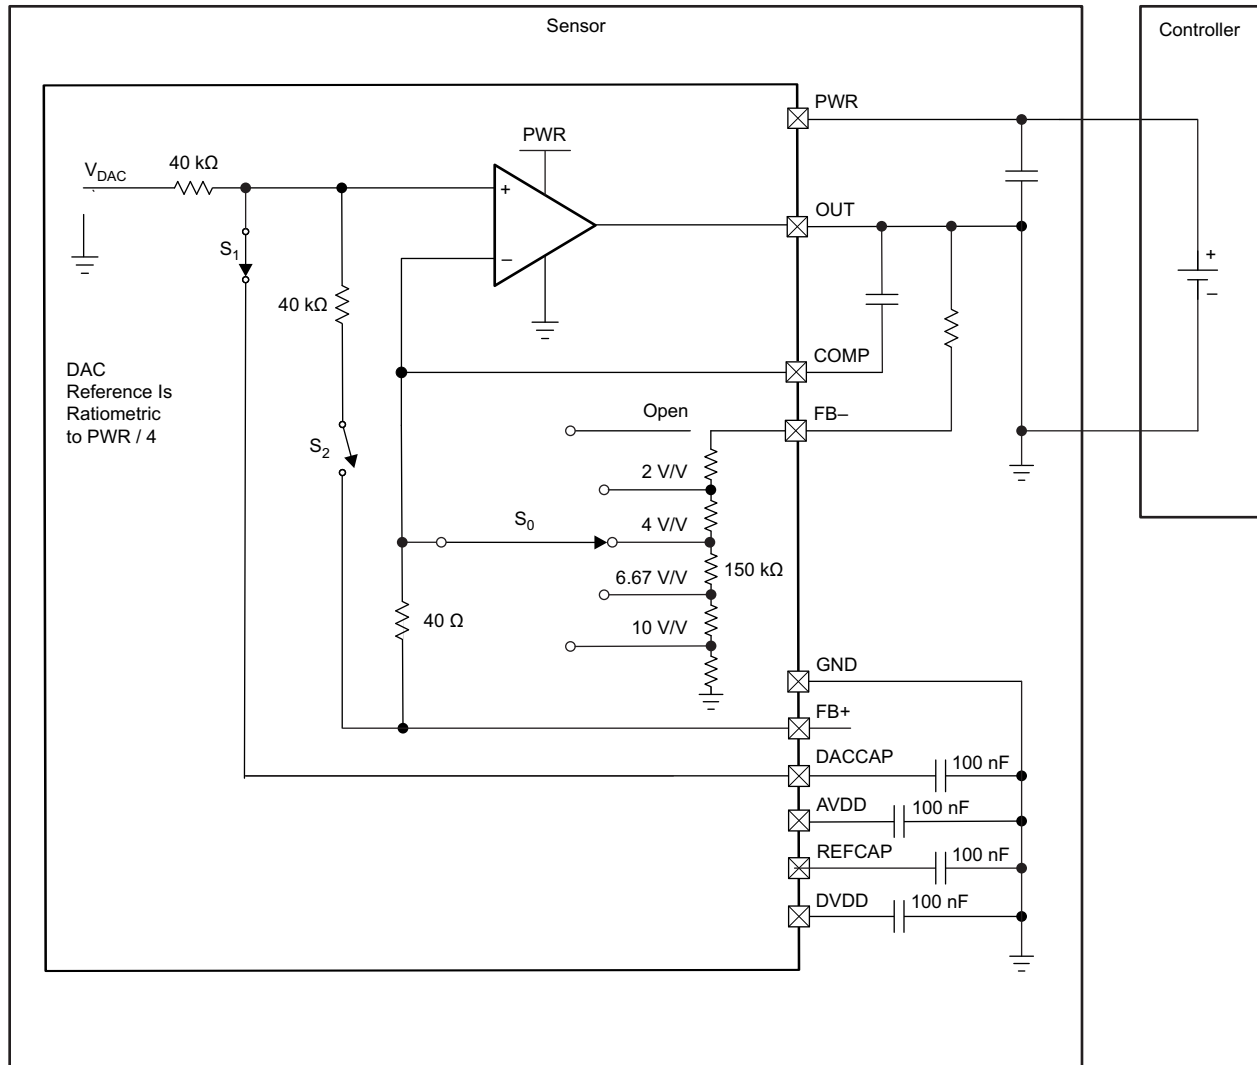 Sensor
Controller
PWR
PWR
V_DAC
40 kΩ
+
−
OUT
S_1
+
−
40 kΩ
COMP
DAC
Reference Is
Ratiometric
to PWR / 4
Open
FB–
S_2
2 V/V
S_0
4 V/V
150 kΩ
6.67 V/V
40 Ω
10 V/V
GND
FB+
DACCAP
100 nF
AVDD
100 nF
REFCAP
100 nF
DVDD
100 nF